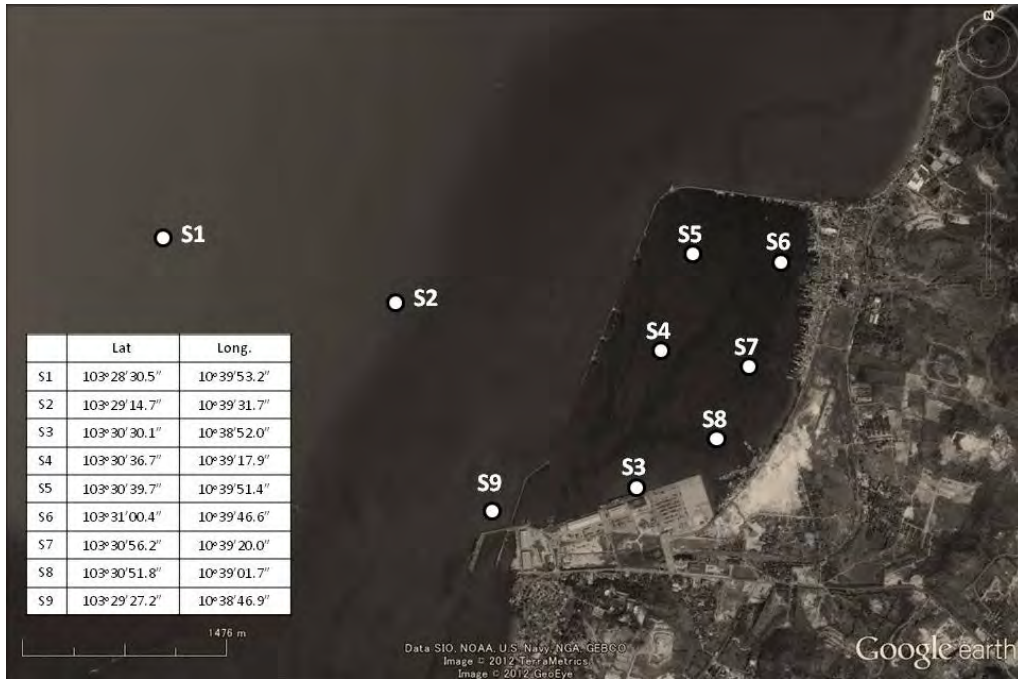 N
S1
S2
S5
S6
S4
S7
S8
S3
S9
Lat Long.
S1 103°28'30.5" 10°39'53.2"
S2 103°29'14.7" 10°39'31.7"
S3 103°30'30.1" 10°38'52.0"
S4 103°30'36.7" 10°39'17.9"
S5 103°30'39.7" 10°39'51.4"
S6 103°31'00.4" 10°39'46.6"
S7 103°30'56.2" 10°39'20.0"
S8 103°30'51.8" 10°39'01.7"
S9 103°29'27.2" 10°38'46.9"
1476 m
Data SIO, NOAA, U.S. Navy, NGA, GEBCO
Image © 2012 TerraMetrics
Image © 2012 GeoEye
Google earth